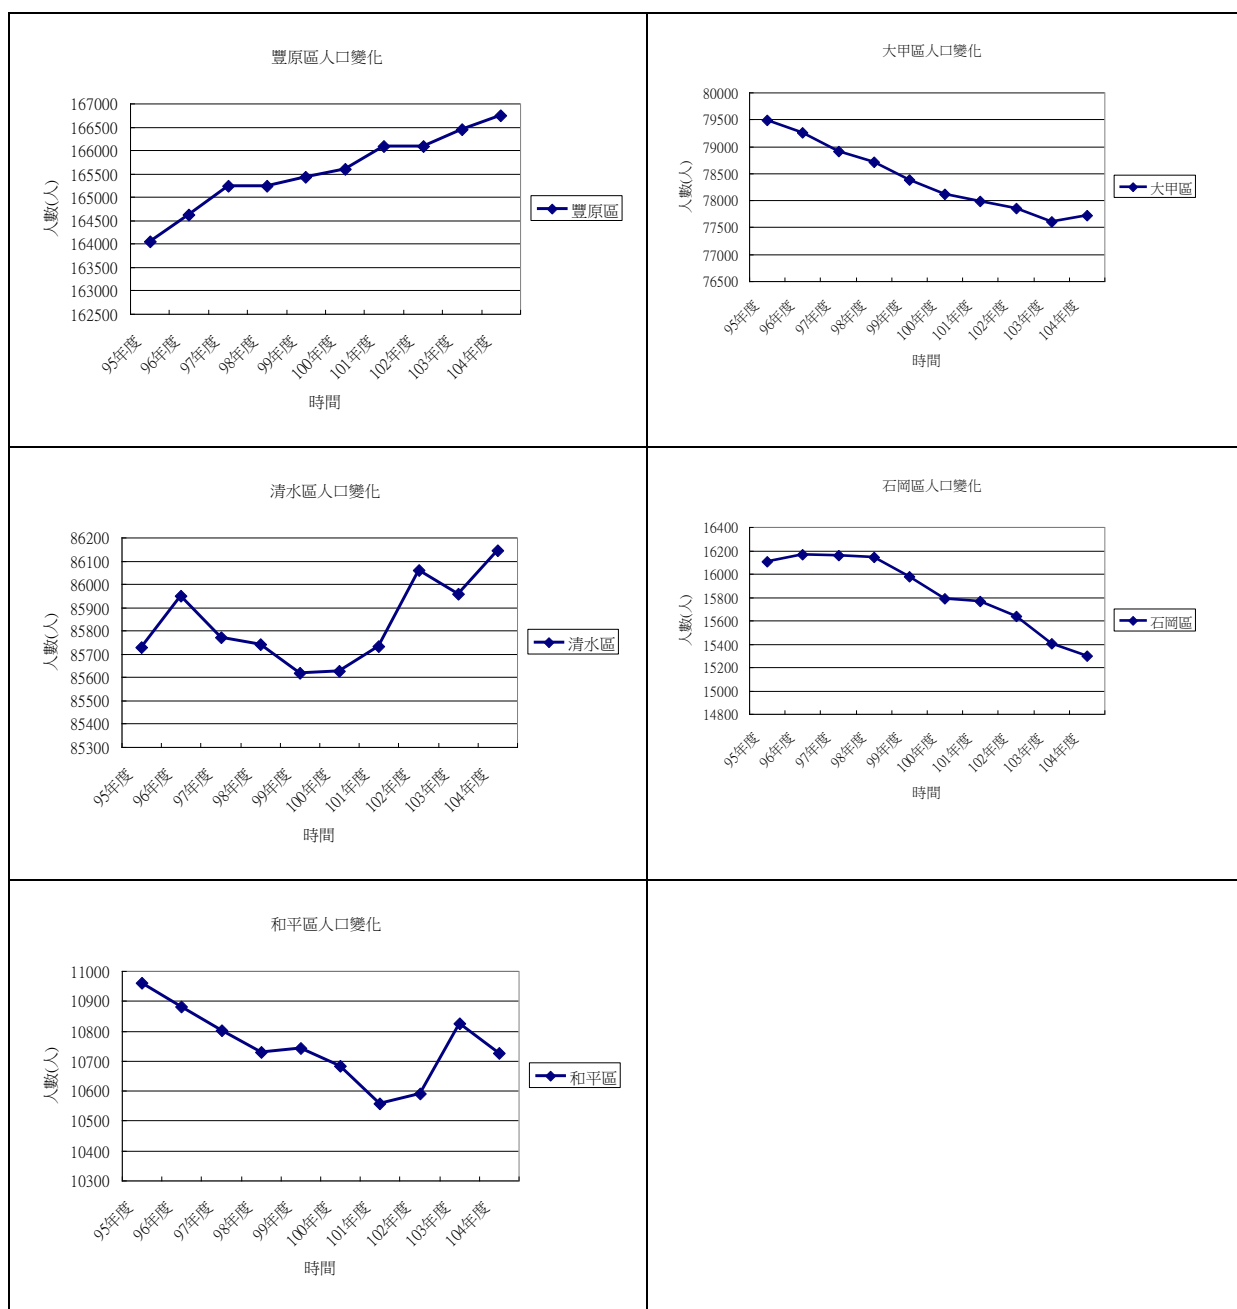 豐原區人口變化
167000
166500
166000
165500
165000
164500
164000
163500
163000
162500
人數(人)
95年度
96年度
97年度
98年度
99年度
100年度
101年度
102年度
103年度
104年度
時間
豐原區
大甲區人口變化
80000
79500
79000
78500
78000
77500
77000
76500
人數(人)
95年度
96年度
97年度
98年度
99年度
100年度
101年度
102年度
103年度
104年度
時間
大甲區
清水區人口變化
86200
86100
86000
85900
85800
85700
85600
85500
85400
85300
人數(人)
95年度
96年度
97年度
98年度
99年度
100年度
101年度
102年度
103年度
104年度
時間
清水區
石岡區人口變化
16400
16200
16000
15800
15600
15400
15200
15000
14800
人數(人)
95年度
96年度
97年度
98年度
99年度
100年度
101年度
102年度
103年度
104年度
時間
石岡區
和平區人口變化
11000
10900
10800
10700
10600
10500
10400
10300
人數(人)
95年度
96年度
97年度
98年度
99年度
100年度
101年度
102年度
103年度
104年度
時間
和平區